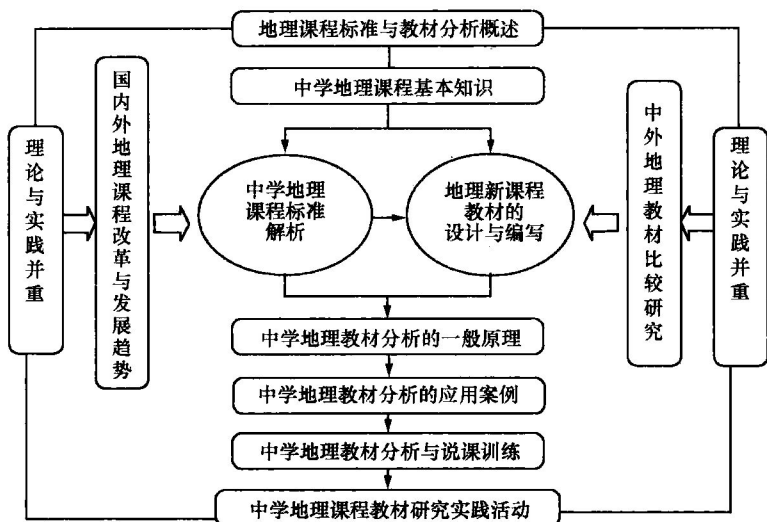 地理课程标准与教材分析概述
中学地理课程基本知识
理论与实践并重
国内外地理课程改革与发展趋势
中学地理
课程标准
解析
地理新课程
教材的
设计与编写
中外地理教材比较研究
理论与实践并重
中学地理教材分析的一般原理
中学地理教材分析的应用案例
中学地理教材分析与说课训练
中学地理课程教材研究实践活动